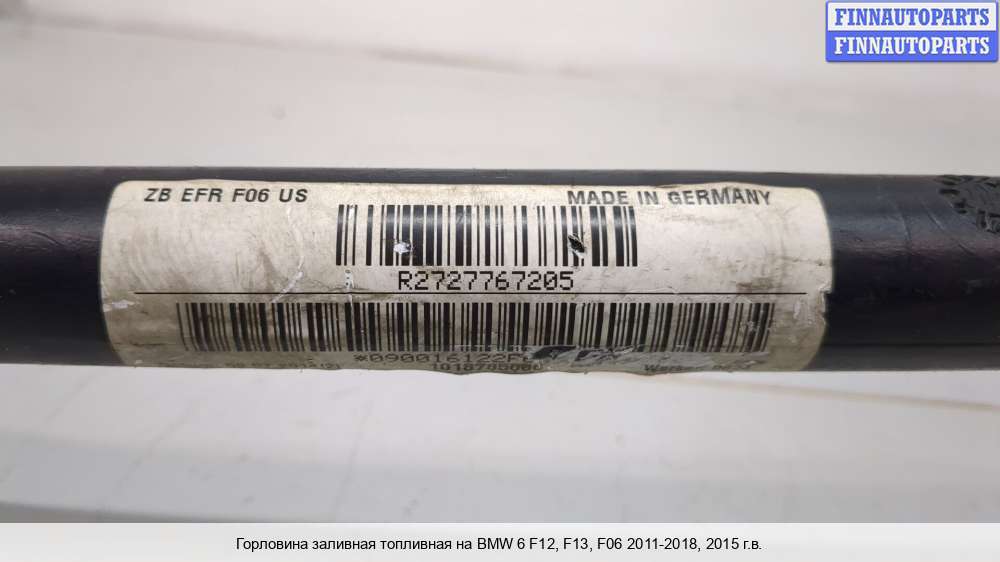 FINNAUTOPARTS
FINNAUTOPARTS
ZB EFR F06 US
MADE IN GERMANY
R2727767205
Горловина заливная топливная на BMW 6 F12, F13, F06 2011-2018, 2015 г.в.